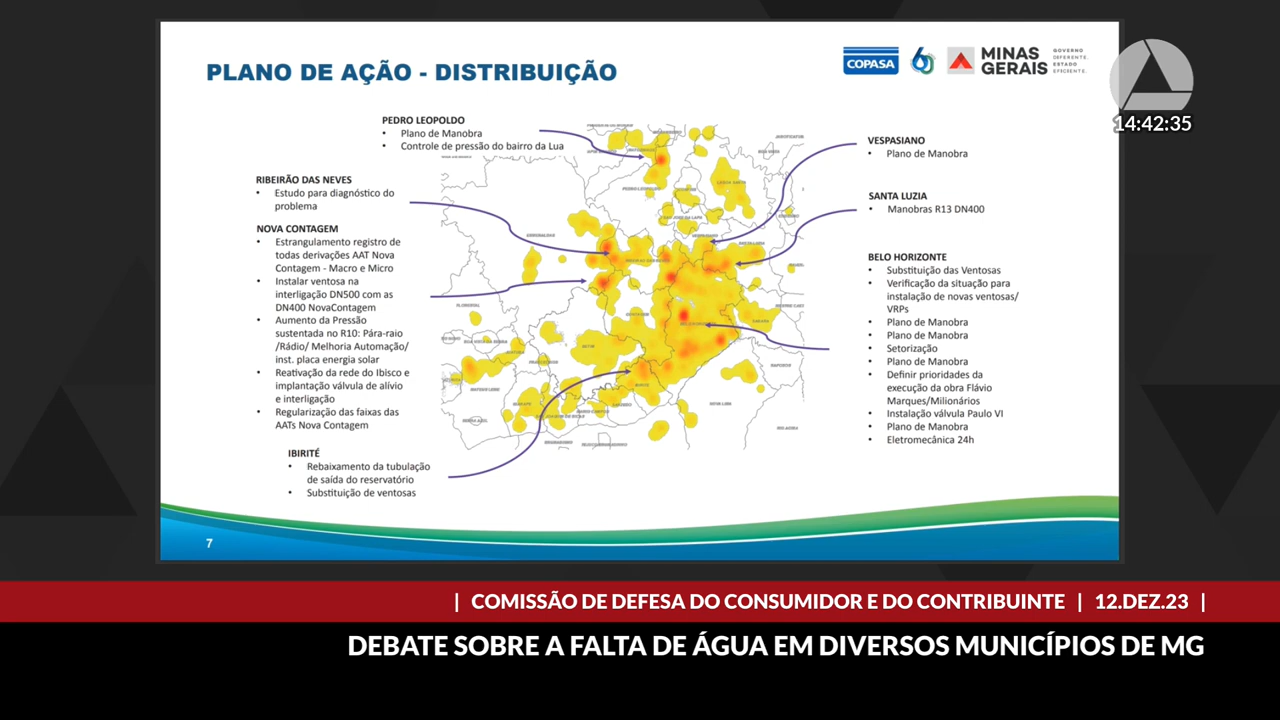 PLANO DE AÇÃO - DISTRIBUIÇÃO
COPASA
60
MINAS
GERAIS
GOVERNO
DIFERENTE.
ESTADO
EFICIENTE.
14:42:35
PEDRO LEOPOLDO
• Plano de Manobra
• Controle de pressão do bairro da Lua
RIBEIRÃO DAS NEVES
• Estudo para diagnóstico do
problema
NOVA CONTAGEM
• Estrangulamento registro de
todas derivações AAT Nova
Contagem - Macro e Micro
• Instalar ventosa na
interligação DN500 com as
DN400 NovaContagem
• Aumento da Pressão
sustentada no R10: Pára-raio
/Rádio/ Melhoria Automação/
inst. placa energia solar
• Reativação da rede do Ibisco e
implantação válvula de alívio
e interligação
• Regularização das faixas das
AATs Nova Contagem
IBIRITÉ
• Rebaixamento da tubulação
de saída do reservatório
• Substituição de ventosas
VESPASIANO
• Plano de Manobra
SANTA LUZIA
• Manobras R13 DN400
BELO HORIZONTE
• Substituição das Ventosas
• Verificação da situação para
instalação de novas ventosas/
VRPs
• Plano de Manobra
• Plano de Manobra
• Setorização
• Plano de Manobra
• Definir prioridades da
execução da obra Flávio
Marques/Milionários
• Instalação válvula Paulo VI
• Plano de Manobra
• Eletromecânica 24h
7
| COMISSÃO DE DEFESA DO CONSUMIDOR E DO CONTRIBUINTE | 12.DEZ.23 |
DEBATE SOBRE A FALTA DE ÁGUA EM DIVERSOS MUNICÍPIOS DE MG